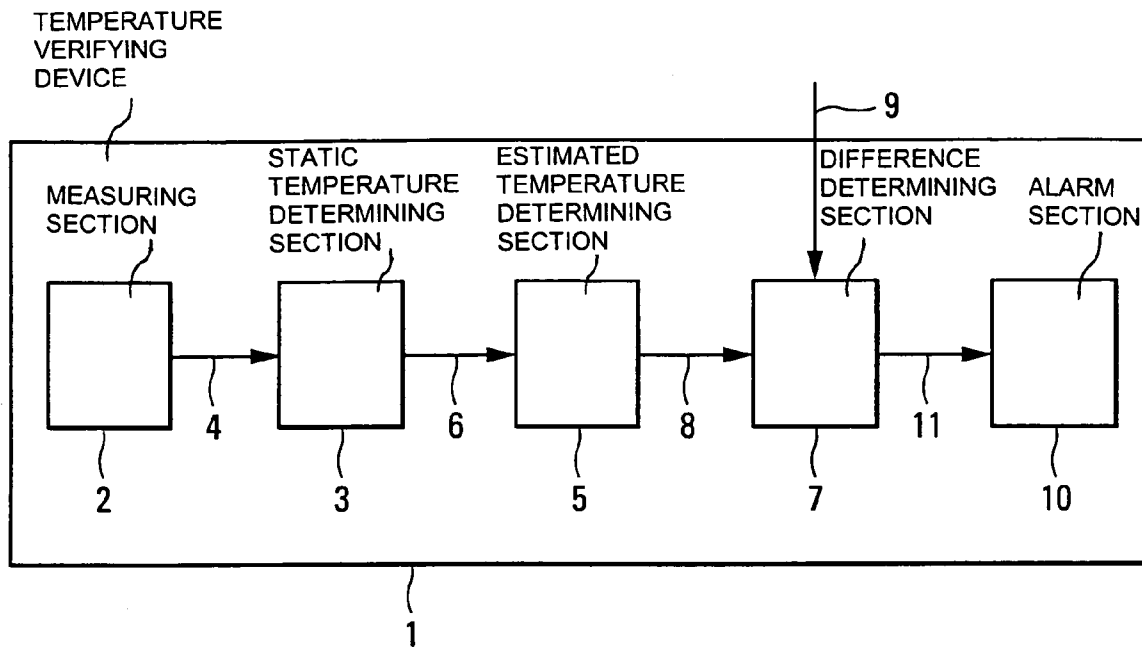 TEMPERATURE
VERIFYING
DEVICE
9
MEASURING
SECTION
STATIC
TEMPERATURE
DETERMINING
SECTION
ESTIMATED
TEMPERATURE
DETERMINING
SECTION
DIFFERENCE
DETERMINING
SECTION
ALARM
SECTION
2
4
3
6
5
8
7
11
10
1